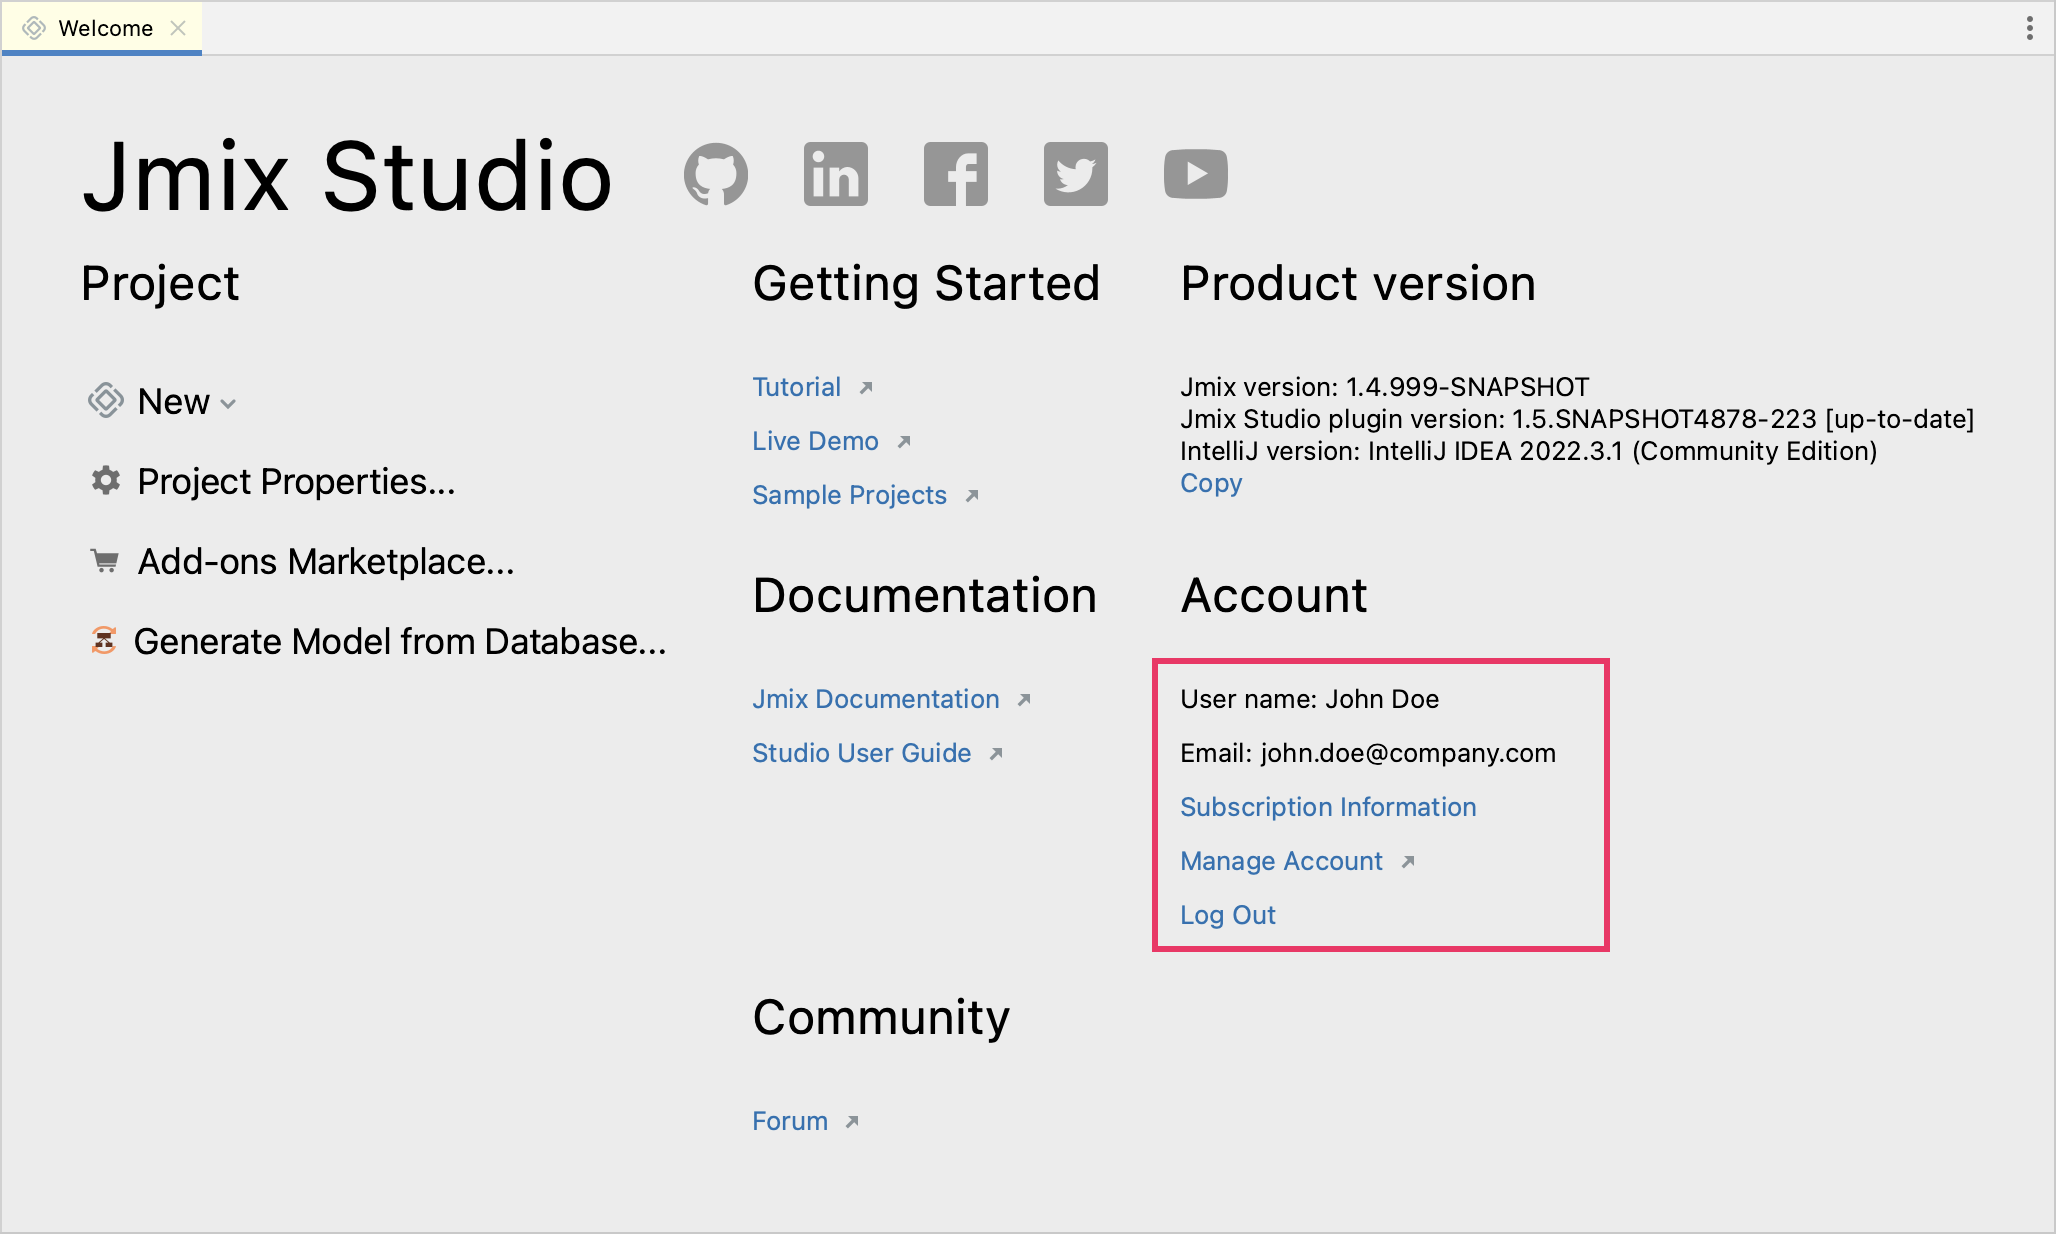 Welcome
Jmix Studio
Project
New
Project Properties...
Add-ons Marketplace...
Generate Model from Database...
Getting Started
Tutorial
Live Demo
Sample Projects
Documentation
Jmix Documentation
Studio User Guide
Community
Forum
Product version
Jmix version: 1.4.999-SNAPSHOT
Jmix Studio plugin version: 1.5.SNAPSHOT4878-223 [up-to-date]
IntelliJ version: IntelliJ IDEA 2022.3.1 (Community Edition)
Copy
Account
User name: John Doe
Email: john.doe@company.com
Subscription Information
Manage Account
Log Out